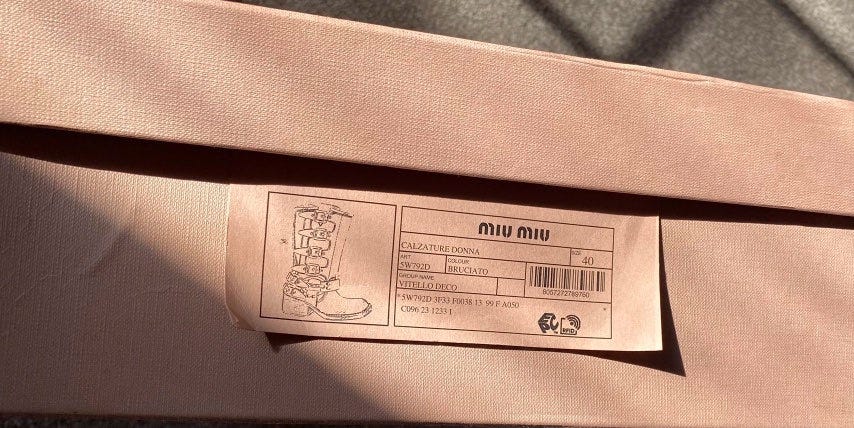 miu miu
CALZATURE DONNA
SIZE
40
ART
5W792D
COLOUR
BRUCIATO
GROUP NAME
VITELLO DECO
8057272789760
*5W792D 3F33 F0038 13 99 F A050 *
C096 23 1233 I
RFID